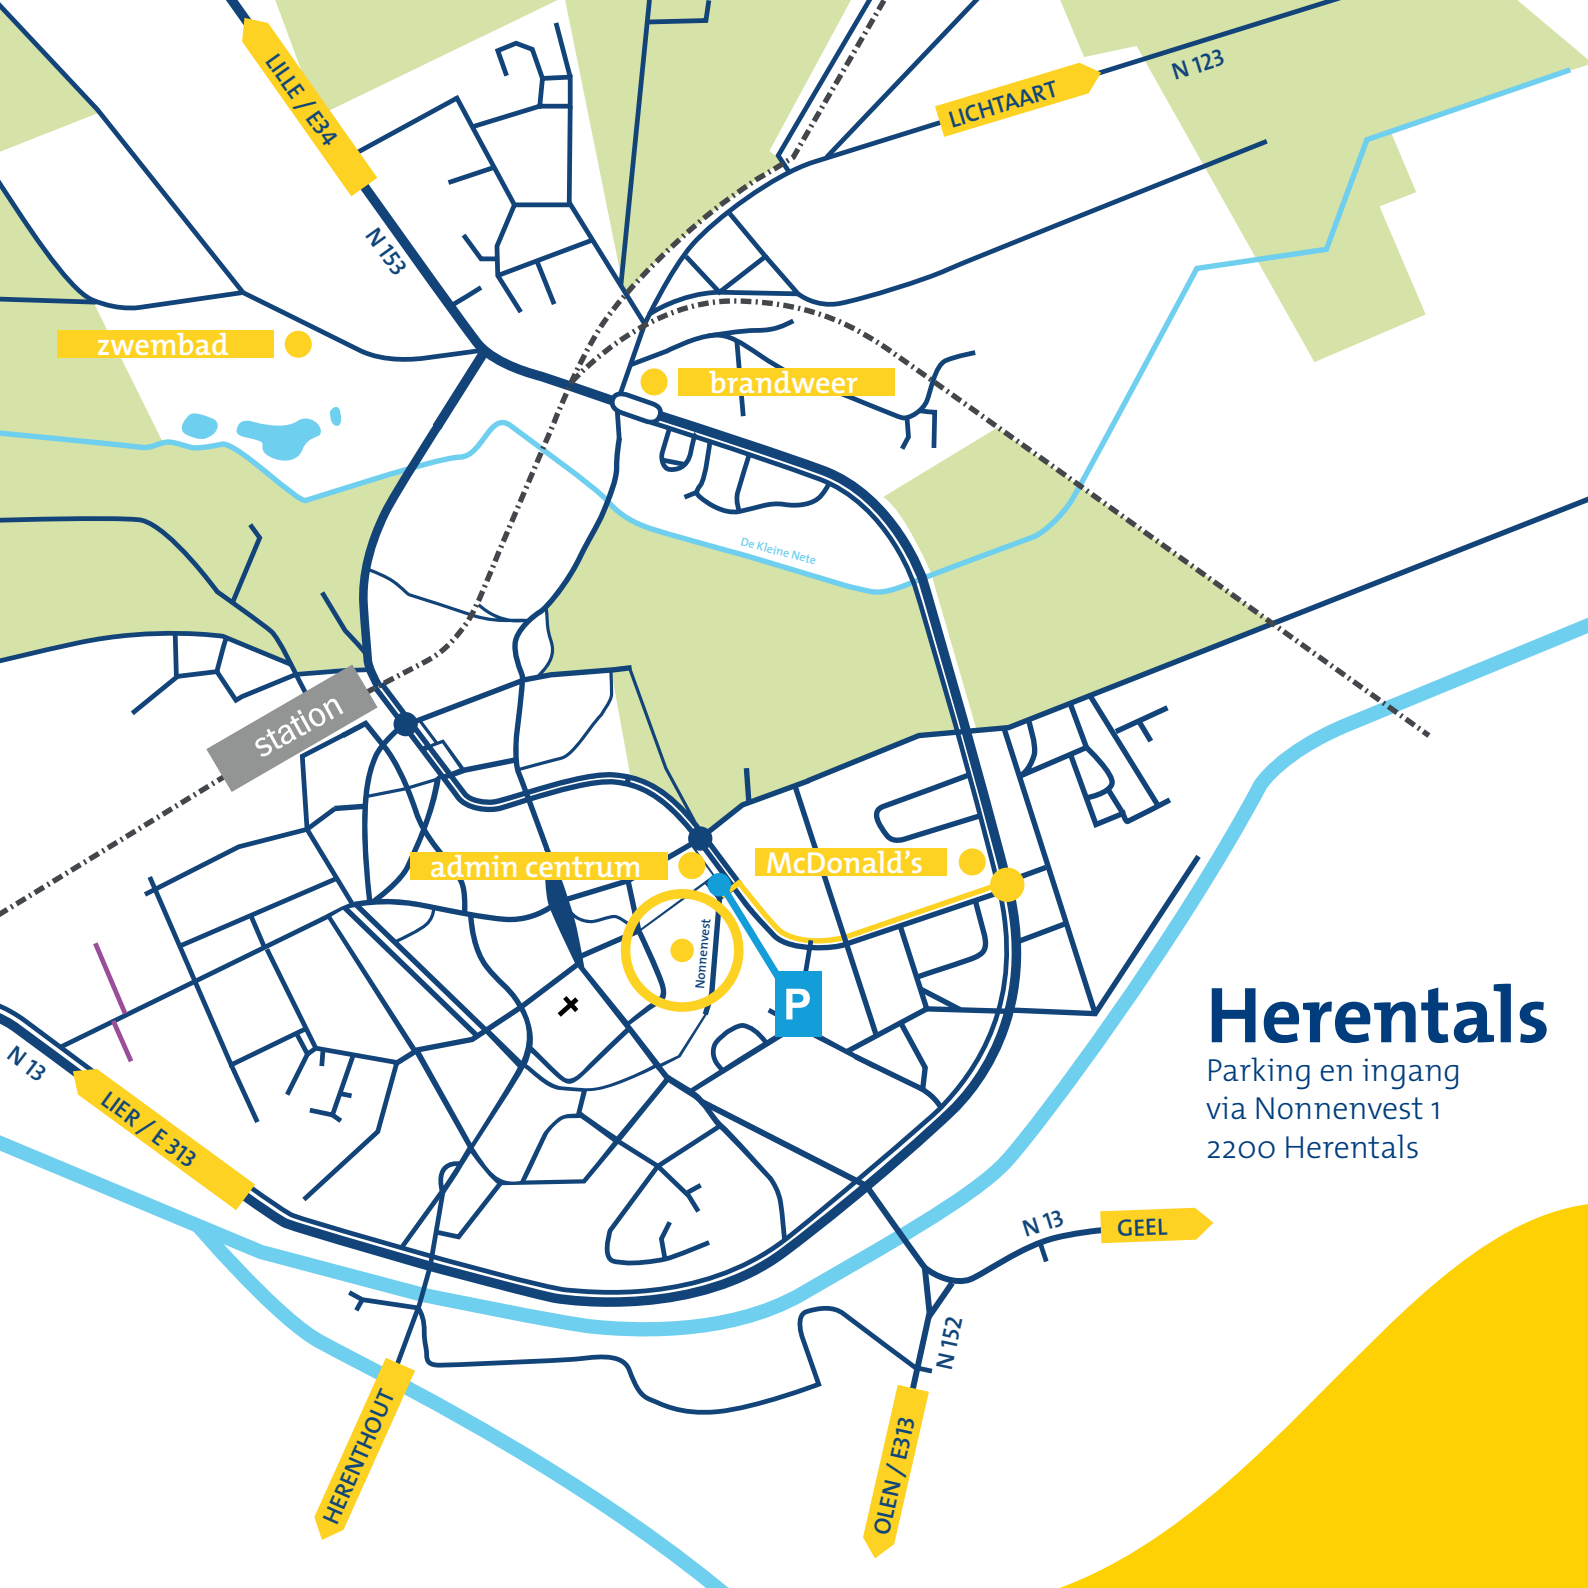 LILLE / E34
N 153
LICHTAART
N 123
zwembad
brandweer
De Kleine Nete
station
admin centrum
McDonald's
Nonnenvest
P
N 13
LIER / E 313
Herentals
Parking en ingang
via Nonnenvest 1
2200 Herentals
N 13
GEEL
N 152
HERENTHOUT
OLEN / E313